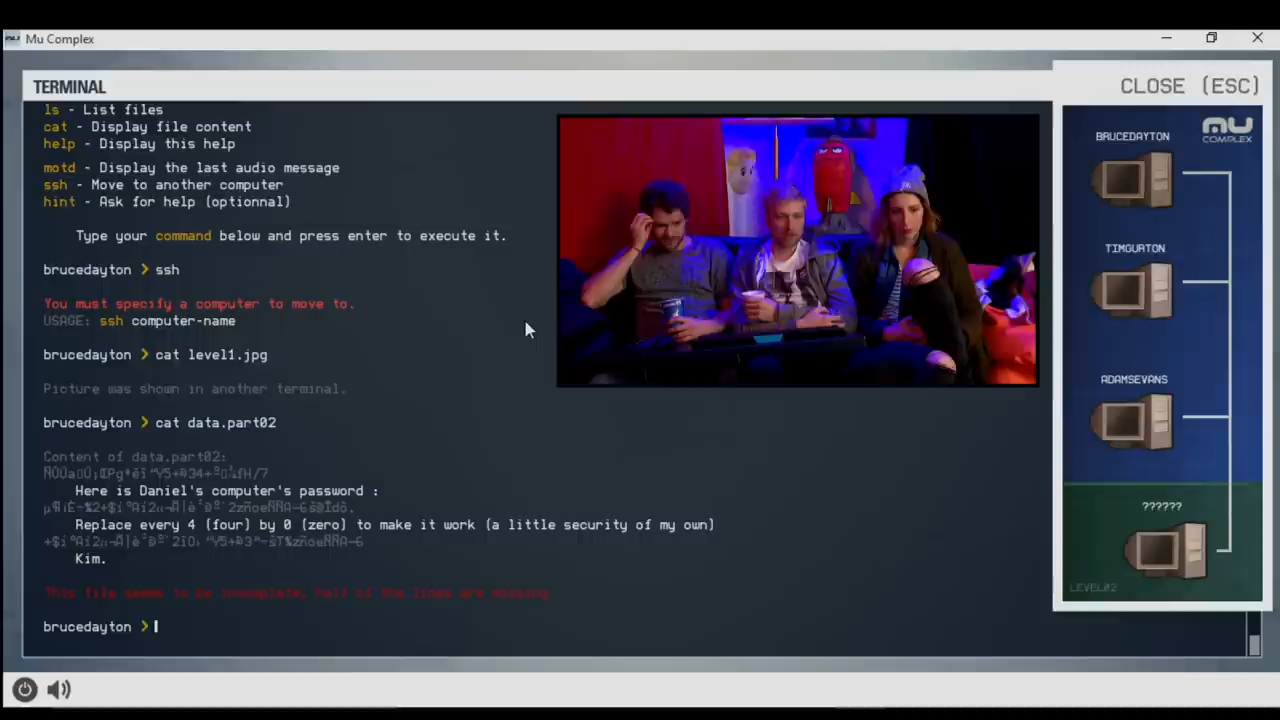 Mu Complex
TERMINAL
CLOSE (ESC)
ls - List files
cat - Display file content
help - Display this help
motd - Display the last audio message
ssh - Move to another computer
hint - Ask for help (optionnal)
Type your command below and press enter to execute it.
brucedayton > ssh
You must specify a computer to move to.
USAGE: ssh computer-name
brucedayton > cat level1.jpg
Picture was shown in another terminal.
brucedayton > cat data.part02
Content of data.part02:
Here is Daniel's computer's password :
Replace every 4 (four) by 0 (zero) to make it work (a little security of my own)
Kim.
This file seems to be incomplete, half of the lines are missing
brucedayton >
BRUCEDAYTON
MU
COMPLEX
TIMGURTON
ADAMSEVANS
??????
LEVEL02